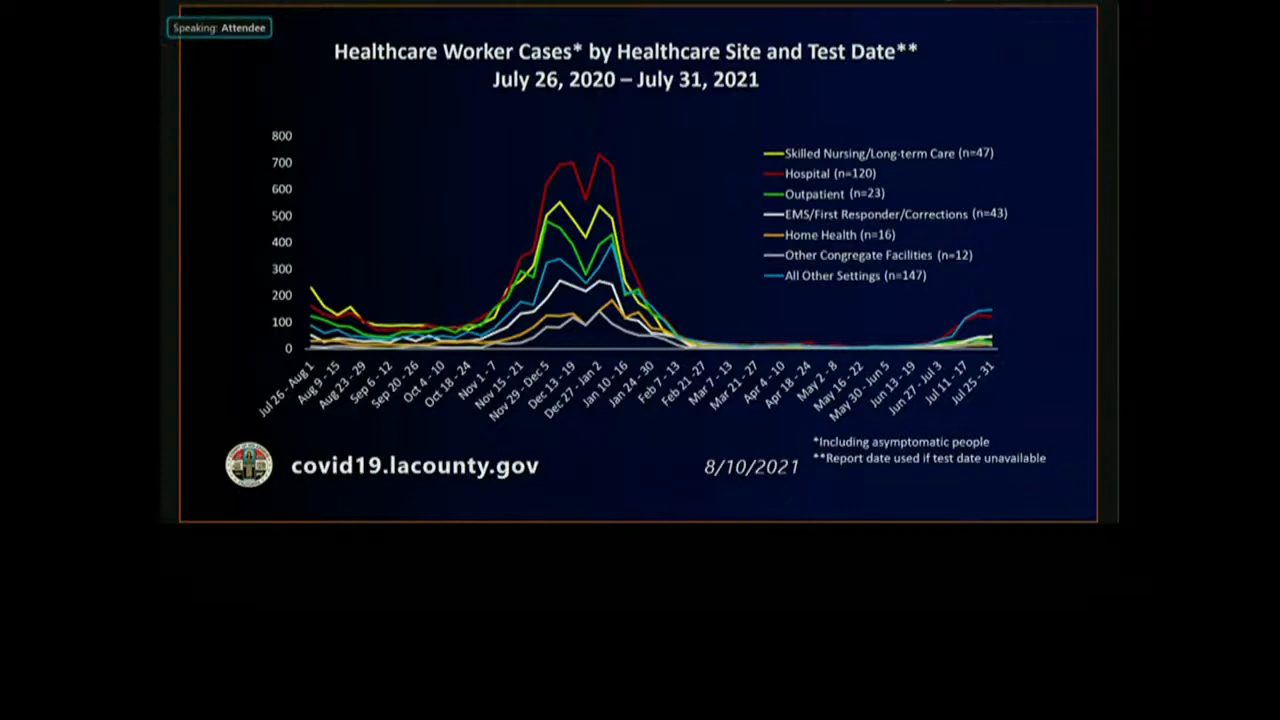 Speaking: Attendee
Healthcare Worker Cases* by Healthcare Site and Test Date**
July 26, 2020 – July 31, 2021
800
700
600
500
400
300
200
100
0
Skilled Nursing/Long-term Care (n=47)
Hospital (n=120)
Outpatient (n=23)
EMS/First Responder/Corrections (n=43)
Home Health (n=16)
Other Congregate Facilities (n=12)
All Other Settings (n=147)
Jul 26 - Aug 1
Aug 9 - 15
Aug 23 - 29
Sep 6 - 12
Sep 20 - 26
Oct 4 - 10
Oct 18 - 24
Nov 1 - 7
Nov 15 - 21
Nov 29 - Dec 5
Dec 13 - 19
Dec 27 - Jan 2
Jan 10 - 16
Jan 24 - 30
Feb 7 - 13
Feb 21 - 27
Mar 7 - 13
Mar 21 - 27
Apr 4 - 10
Apr 18 - 24
May 2 - 8
May 16 - 22
May 30 - Jun 5
Jun 13 - 19
Jun 27 - Jul 3
Jul 11 - 17
Jul 25 - 31
*Including asymptomatic people
**Report date used if test date unavailable
covid19.lacounty.gov
8/10/2021